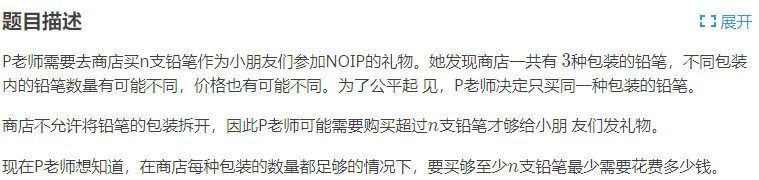 题目描述
展开
P老师需要去商店买n支铅笔作为小朋友们参加NOIP的礼物。她发现商店一共有 3种包装的铅笔，不同包装
内的铅笔数量有可能不同，价格也有可能不同。为了公平起 见，P老师决定只买同一种包装的铅笔。
商店不允许将铅笔的包装拆开，因此P老师可能需要购买超过n支铅笔才够给小朋 友们发礼物。
现在P老师想知道，在商店每种包装的数量都足够的情况下，要买够至少n支铅笔最少需要花费多少钱。